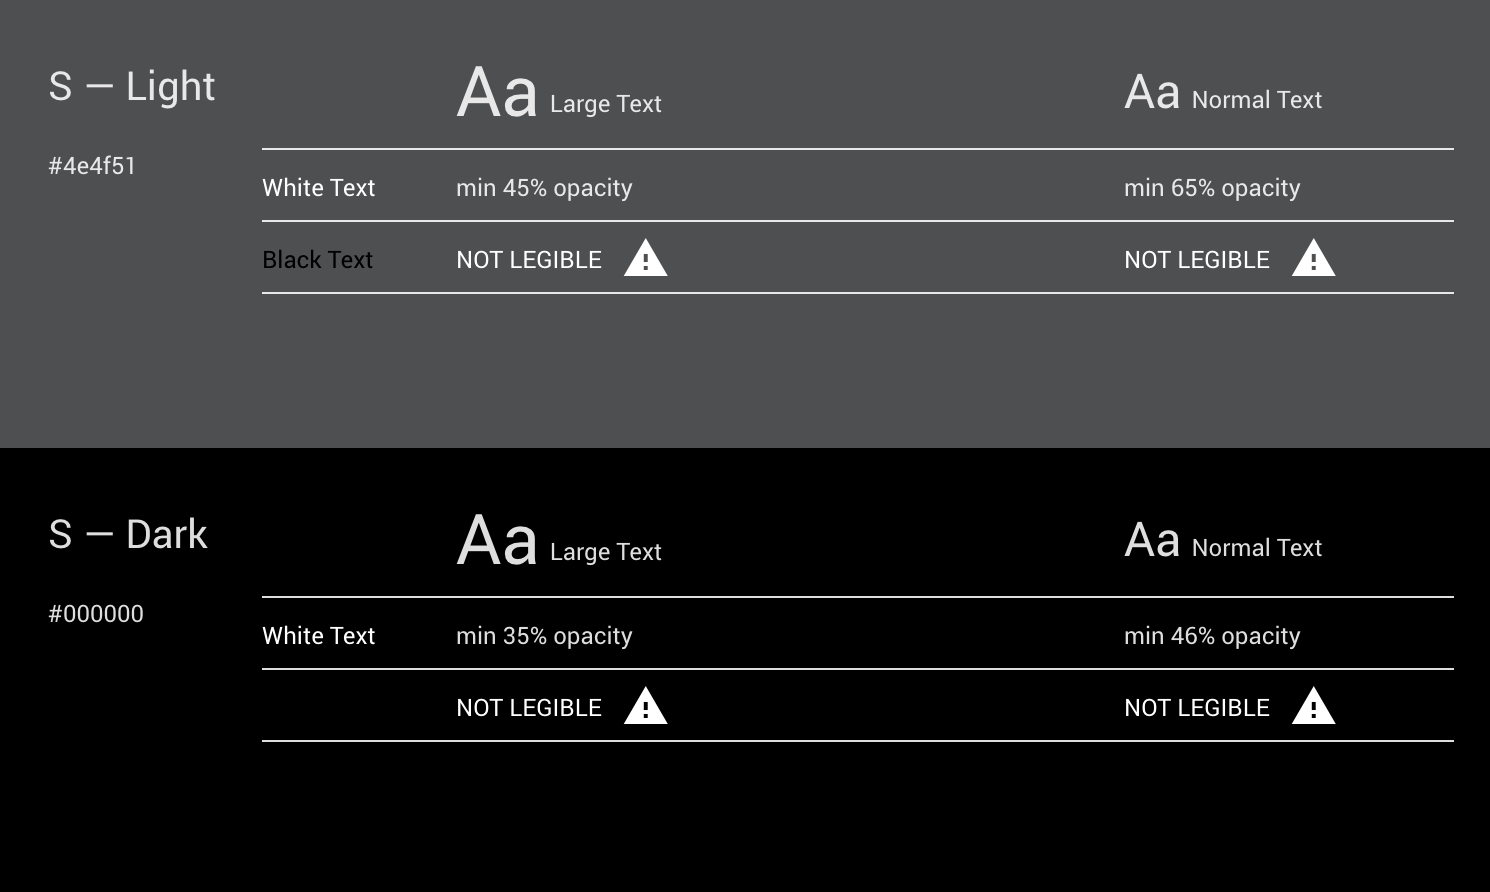 S — Light
Aa Large Text
Aa Normal Text
#4e4f51
White Text
min 45% opacity
min 65% opacity
Black Text
NOT LEGIBLE
NOT LEGIBLE
S — Dark
Aa Large Text
Aa Normal Text
#000000
White Text
min 35% opacity
min 46% opacity
NOT LEGIBLE
NOT LEGIBLE